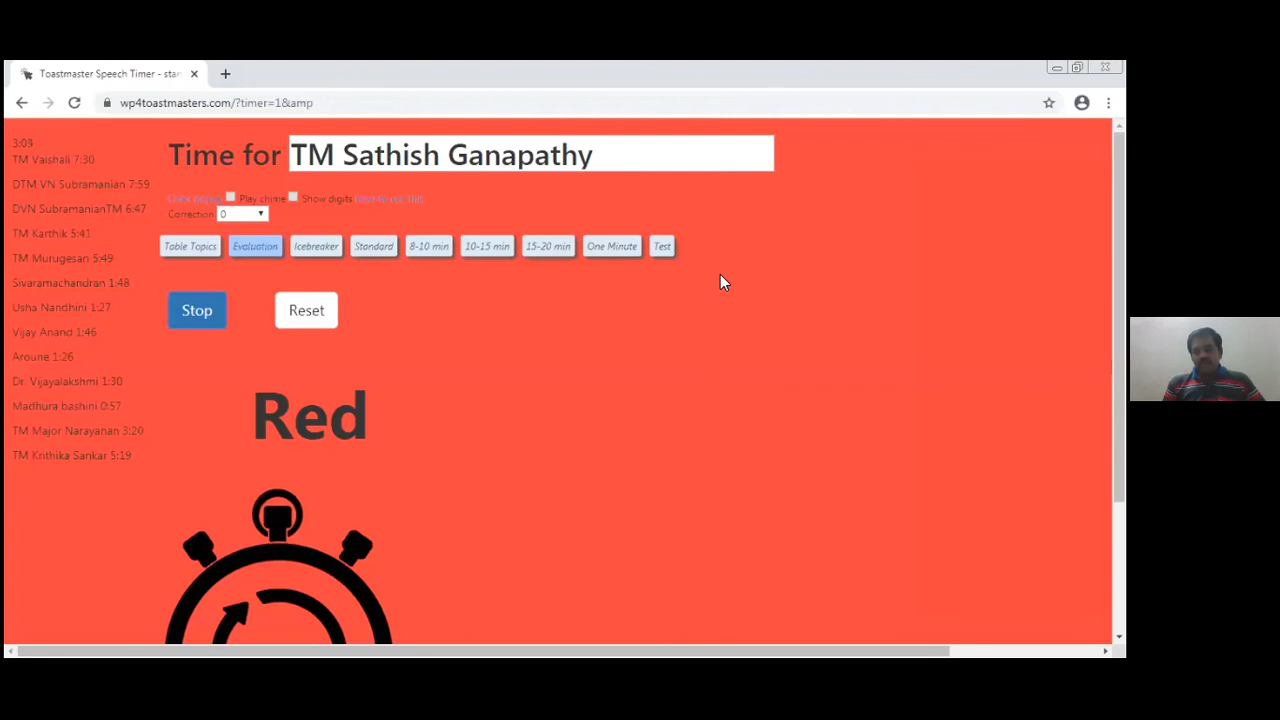 Toastmaster Speech Timer - star
wp4toastmasters.com/?timer=1&amp
3:09
TM Vaishali 7:30
DTM VN Subramanian 7:59
DVN SubramanianTM 6:47
TM Karthik 5:41
TM Murugesan 5:49
Sivaramachandran 1:48
Usha Nandhini 1:27
Vijay Anand 1:46
Aroune 1:26
Dr. Vijayalakshmi 1:30
Madhura bashini 0:57
TM Major Narayanan 3:20
TM Krithika Sankar 5:19
Time for TM Sathish Ganapathy
Play chime Show digits
Correction 0
Table Topics Evaluation Icebreaker Standard 8-10 min 10-15 min 15-20 min One Minute Test
Stop Reset
Red